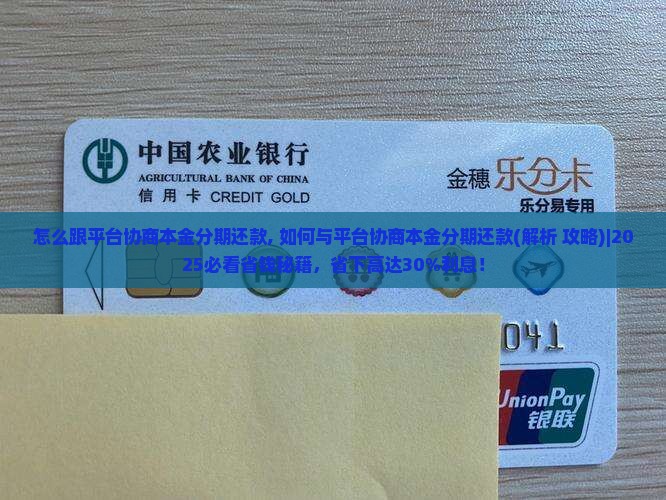 中国农业银行
AGRICULTURAL BANK OF CHINA
信用卡 CREDIT GOLD
金穗 乐分卡
乐分易专用
怎么跟平台协商本金分期还款, 如何与平台协商本金分期还款(解析 攻略)|20
25必看省钱秘籍，省下高达30%利息！
041
UnionPay
银联